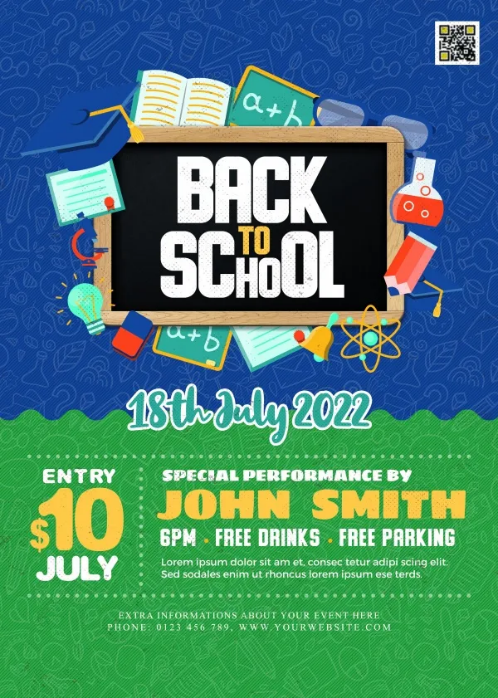 a+b
BACK
TO
SCHOOL
a+b
18th July 2022
ENTRY
$10
JULY
SPECIAL PERFORMANCE BY
JOHN SMITH
6PM • FREE DRINKS • FREE PARKING
Lorem ipsum dolor sit am et, consec tetur adipi scing elit.
Sed sodales enim ut rhoncus lorem ipsum ese terds
EXTRA INFORMATIONS ABOUT YOUR EVENT HERE
PHONE: 0123 456 789, WWW.YOURWEBSITE.COM